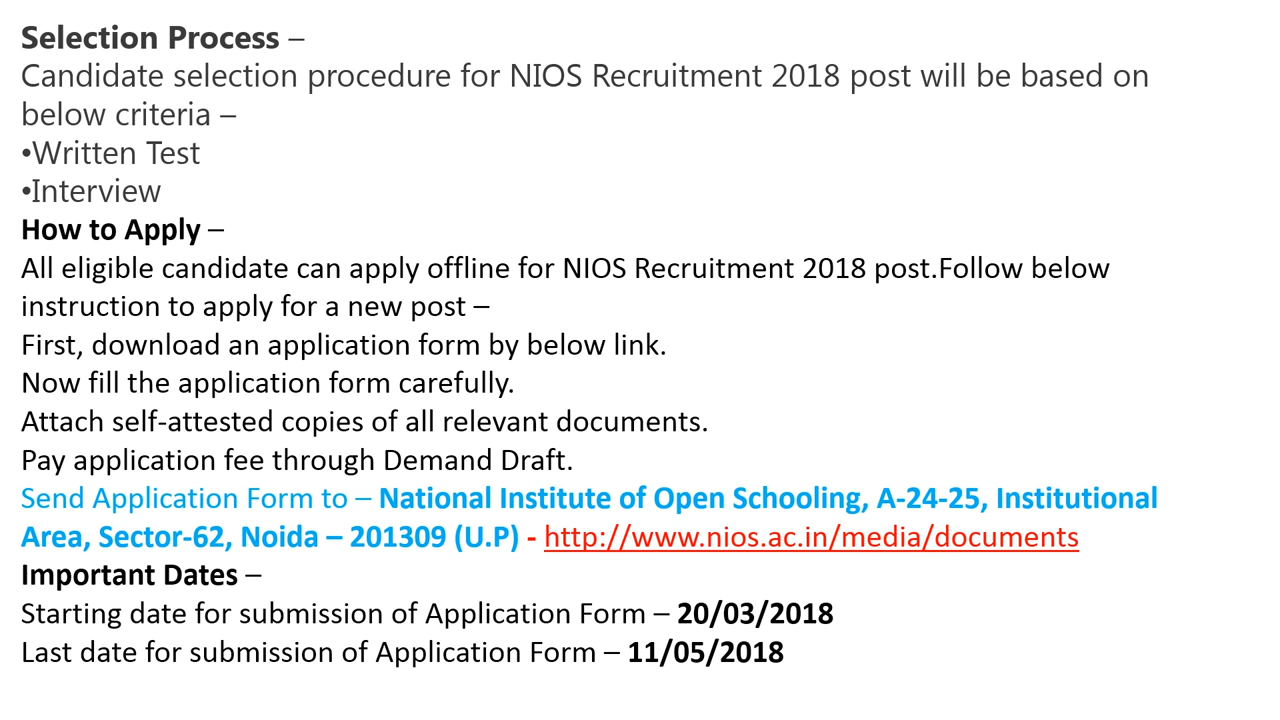 Selection Process –
Candidate selection procedure for NIOS Recruitment 2018 post will be based on
below criteria –
•Written Test
•Interview
How to Apply –
All eligible candidate can apply offline for NIOS Recruitment 2018 post.Follow below
instruction to apply for a new post –
First, download an application form by below link.
Now fill the application form carefully.
Attach self-attested copies of all relevant documents.
Pay application fee through Demand Draft.
Send Application Form to – National Institute of Open Schooling, A-24-25, Institutional
Area, Sector-62, Noida – 201309 (U.P) - http://www.nios.ac.in/media/documents
Important Dates –
Starting date for submission of Application Form – 20/03/2018
Last date for submission of Application Form – 11/05/2018